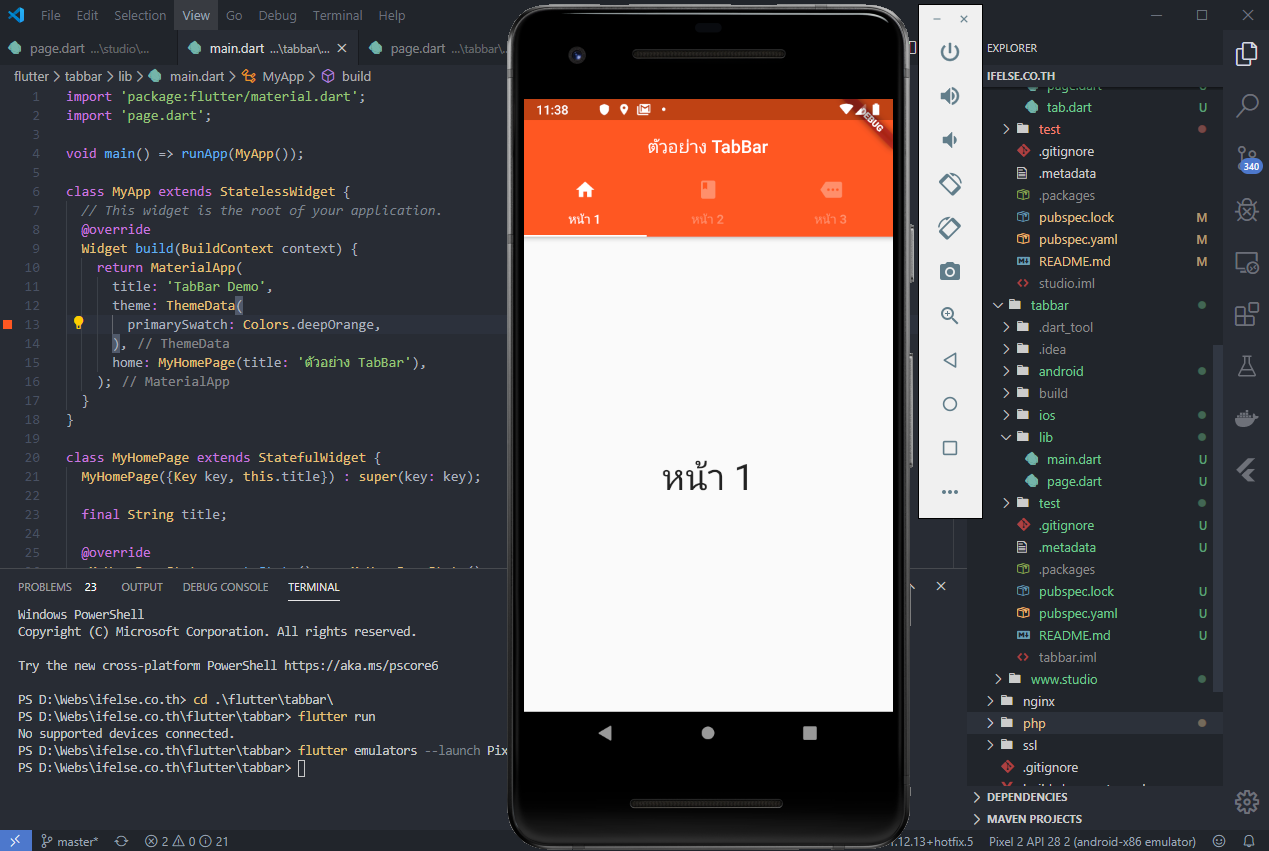 File Edit Selection View Go Debug Terminal Help
page.dart ...\studio\...
main.dart ...\tabbar\...
page.dart ...\tabbar\...
flutter > tabbar > lib > main.dart > MyApp > build
1 import 'package:flutter/material.dart';
2 import 'page.dart';
3
4 void main() => runApp(MyApp());
5
6 class MyApp extends StatelessWidget {
7 // This widget is the root of your application.
8 @override
9 Widget build(BuildContext context) {
10 return MaterialApp(
11 title: 'TabBar Demo',
12 theme: ThemeData(
13 primarySwatch: Colors.deepOrange,
14 ), // ThemeData
15 home: MyHomePage(title: 'ตัวอย่าง TabBar'),
16 ); // MaterialApp
17 }
18 }
19
20 class MyHomePage extends StatefulWidget {
21 MyHomePage({Key key, this.title}) : super(key: key);
22
23 final String title;
24
25 @override
PROBLEMS 23 OUTPUT DEBUG CONSOLE TERMINAL
Windows PowerShell
Copyright (C) Microsoft Corporation. All rights reserved.
Try the new cross-platform PowerShell https://aka.ms/pscore6
PS D:\Webs\ifelse.co.th> cd .\flutter\tabbar\
PS D:\Webs\ifelse.co.th\flutter\tabbar> flutter run
No supported devices connected.
PS D:\Webs\ifelse.co.th\flutter\tabbar> flutter emulators --launch Pix
PS D:\Webs\ifelse.co.th\flutter\tabbar>
11:38
DEBUG
ตัวอย่าง TabBar
หน้า 1 หน้า 2 หน้า 3
หน้า 1
EXPLORER
IFELSE.CO.TH
page.dart U
tab.dart U
test
.gitignore
.metadata
.packages
pubspec.lock M
pubspec.yaml M
README.md M
studio.iml
tabbar
.dart_tool
.idea
android
build
ios
lib
main.dart U
page.dart U
test
.gitignore U
.metadata U
.packages
pubspec.lock U
pubspec.yaml U
README.md U
tabbar.iml
www.studio
nginx
php
ssl
.gitignore
DEPENDENCIES
MAVEN PROJECTS
340
master* 2 0 21
1.12.13+hotfix.5 Pixel 2 API 28 2 (android-x86 emulator)